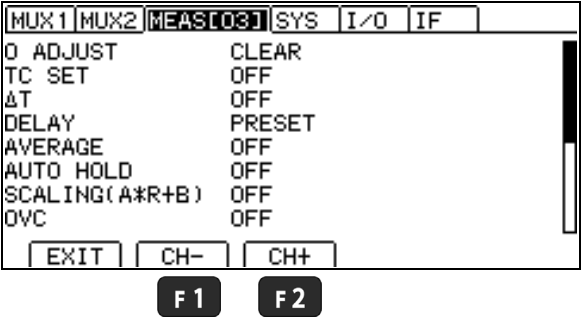 MUX1 MUX2 MEAS[03] SYS I/O IF
0 ADJUST CLEAR
TC SET OFF
ΔT OFF
DELAY PRESET
AVERAGE OFF
AUTO HOLD OFF
SCALING(A*R+B) OFF
OVC OFF
EXIT CH- CH+
F1 F2